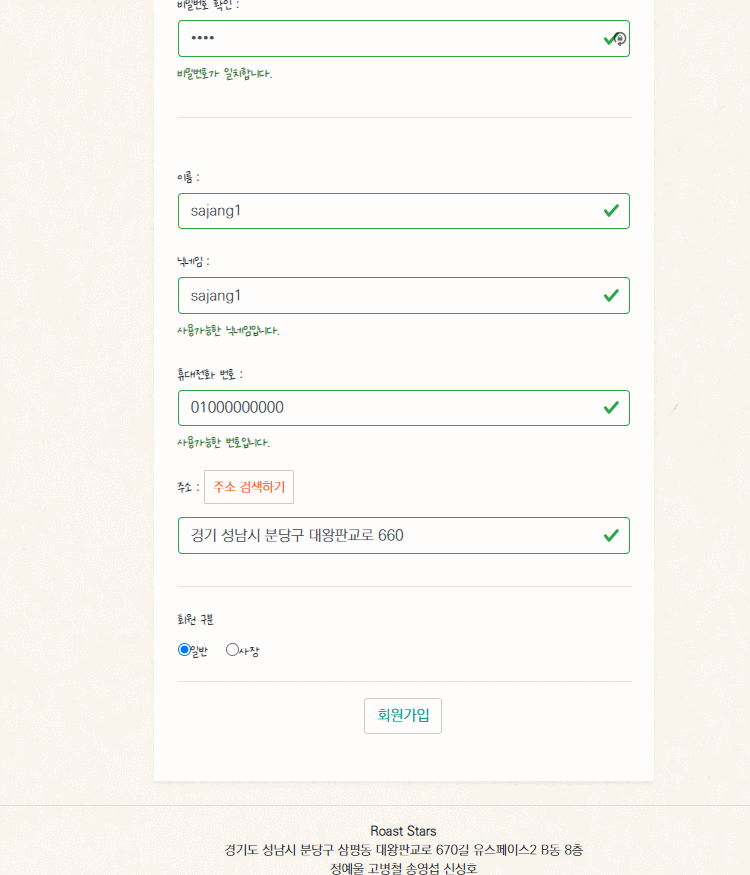 비밀번호 확인 :
••••
비밀번호가 일치합니다.
이름 :
sajang1
닉네임 :
sajang1
사용가능한 닉네임입니다.
휴대전화 번호 :
01000000000
사용가능한 번호입니다.
주소 : 주소 검색하기
경기 성남시 분당구 대왕판교로 660
회원 구분
일반 사장
회원가입
Roast Stars
경기도 성남시 분당구 삼평동 대왕판교로 670길 유스페이스2 B동 8층
정예울 고병철 송영섭 신성호